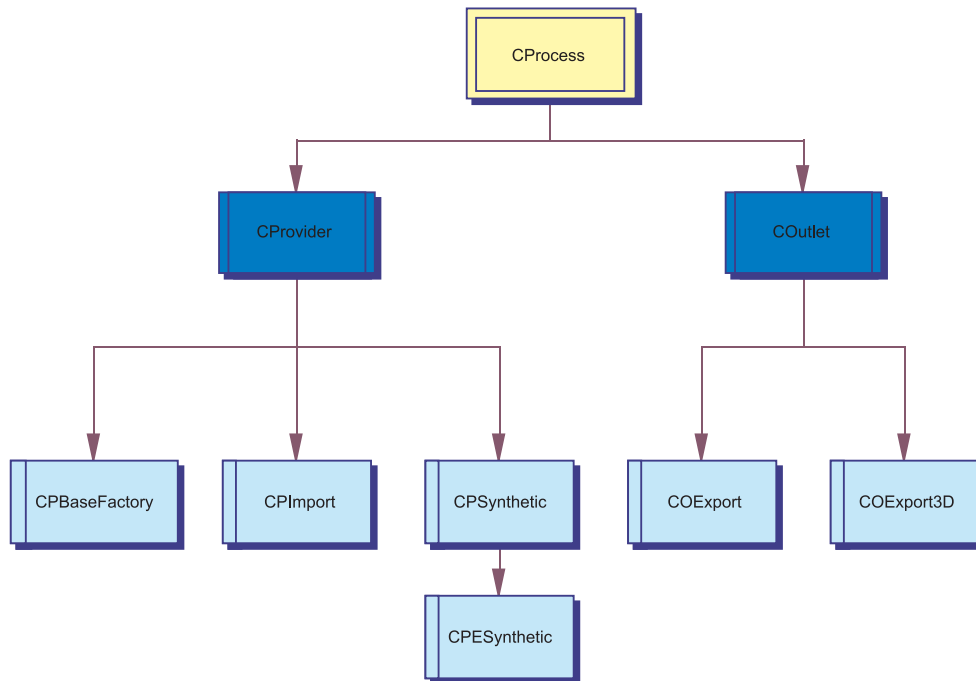 CProcess
CProvider
COutlet
CPBaseFactory
CPImport
CPSynthetic
COExport
COExport3D
CPESynthetic